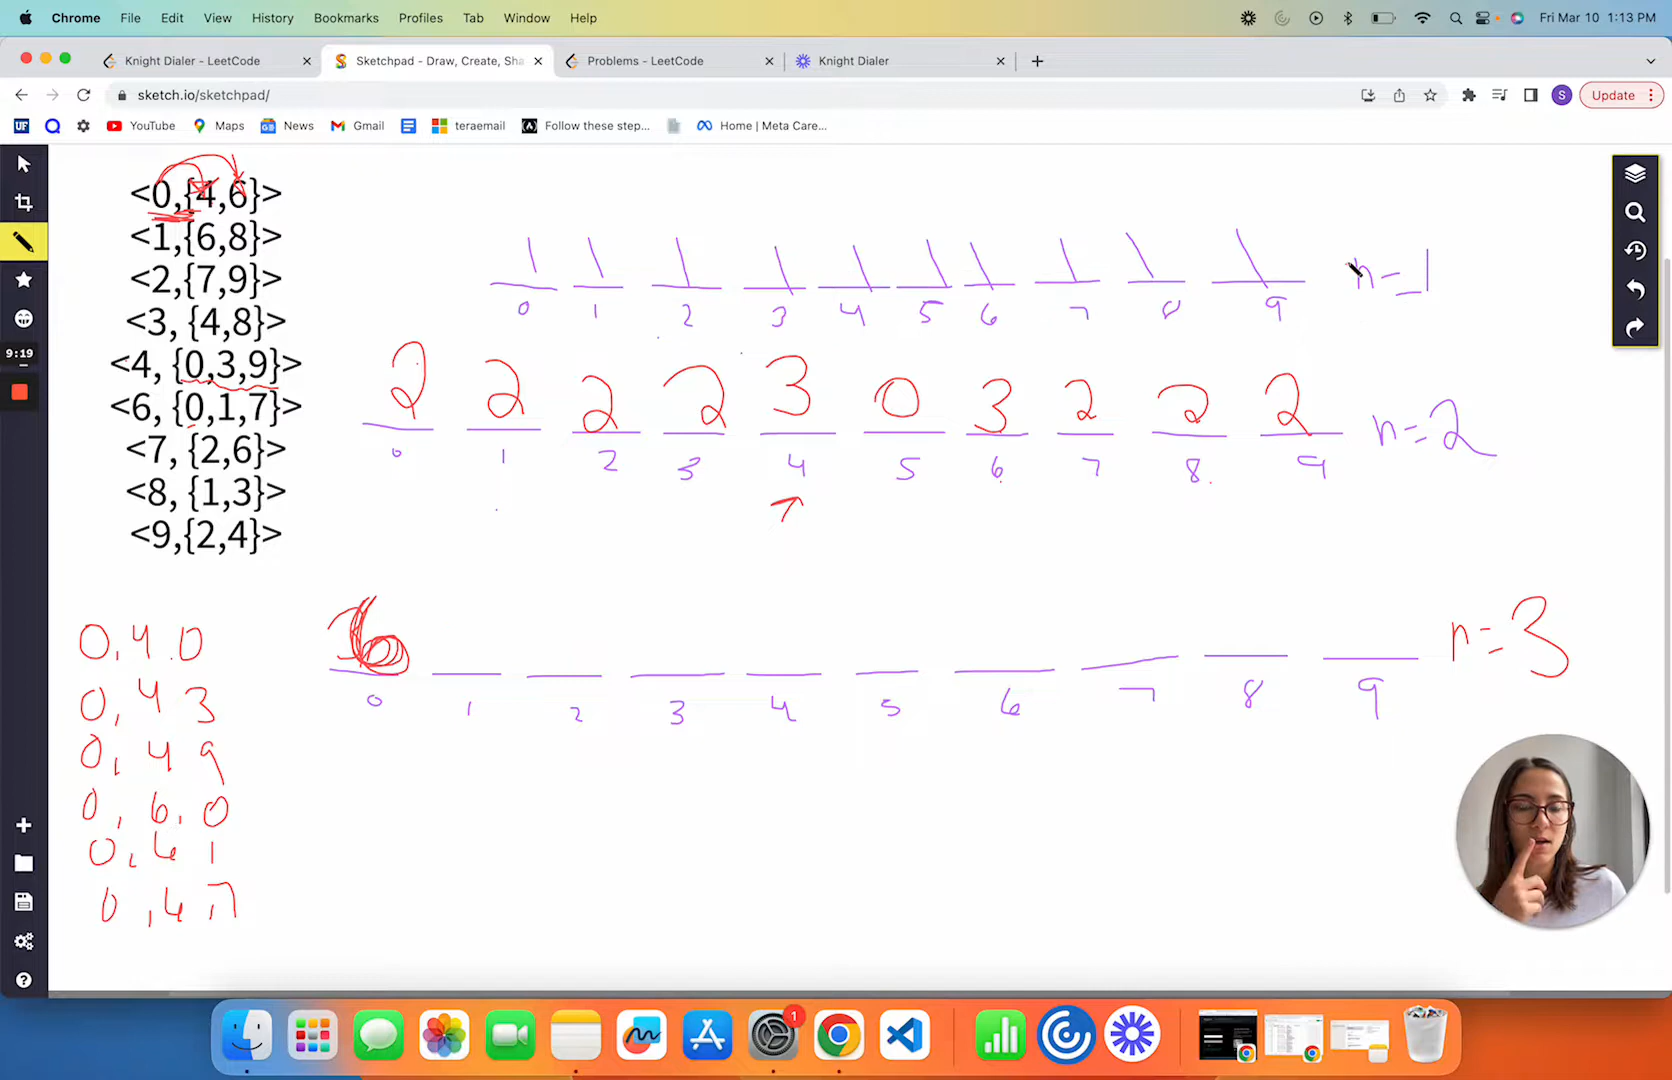 Chrome File Edit View History Bookmarks Profiles Tab Window Help Fri Mar 10 1:13 PM
Knight Dialer - LeetCode Sketchpad - Draw, Create, Sha Problems - LeetCode Knight Dialer
sketch.io/sketchpad/ S Update
UF YouTube Maps News Gmail teraemail Follow these step... Home | Meta Care...
<0,{4,6}>
<1,{6,8}>
<2,{7,9}>
<3, {4,8}>
<4, {0,3,9}>
<6, {0,1,7}>
<7, {2,6}>
<8, {1,3}>
<9,{2,4}>
9:19
1 1 1 1 1 1 1 1 1 1 n=1
0 1 2 3 4 5 6 7 8 9
2 2 2 2 3 0 3 2 2 2 n=2
0 1 2 3 4 5 6 7 8 9
n=3
0 1 2 3 4 5 6 7 8 9
0,4.0
0,4 3
0,4 9
0,6.0
0,6 1
0,6,7
1